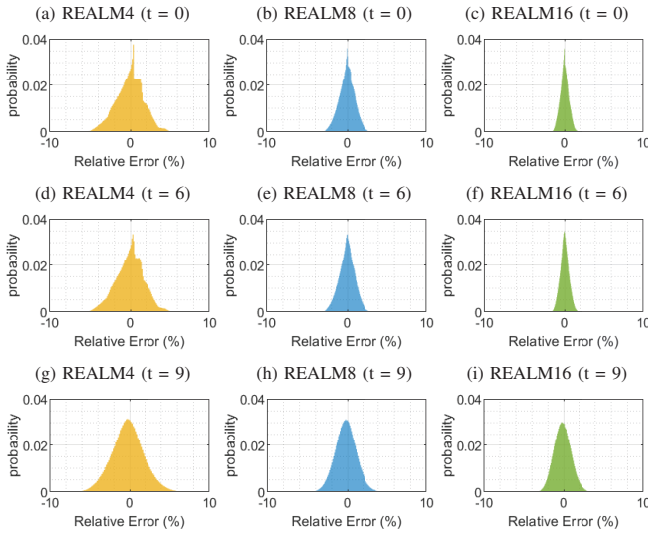 (a) REALM4 (t = 0)
(b) REALM8 (t = 0)
(c) REALM16 (t = 0)
0.04
0.02
0
probability
-10
0
10
Relative Error (%)
0.04
0.02
0
probability
-10
0
10
Relative Error (%)
0.04
0.02
0
probability
-10
0
10
Relative Error (%)
(d) REALM4 (t = 6)
(e) REALM8 (t = 6)
(f) REALM16 (t = 6)
0.04
0.02
0
probability
-10
0
10
Relative Error (%)
0.04
0.02
0
probability
-10
0
10
Relative Error (%)
0.04
0.02
0
probability
-10
0
10
Relative Error (%)
(g) REALM4 (t = 9)
(h) REALM8 (t = 9)
(i) REALM16 (t = 9)
0.04
0.02
0
probability
-10
0
10
Relative Error (%)
0.04
0.02
0
probability
-10
0
10
Relative Error (%)
0.04
0.02
0
probability
-10
0
10
Relative Error (%)